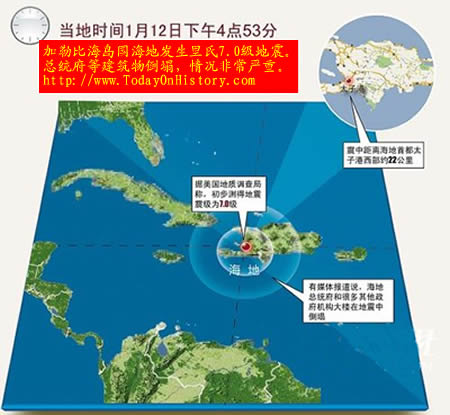 当地时间1月12日下午4点53分
加勒比海岛国海地发生里氏7.0级地震。
总统府等建筑物倒塌，情况非常严重。
http://www.TodayOnHistory.com
太子港
震中距离海地首都太
子港西部约22公里
据美国地质调查局
称，初步测得地震
震级为7.0级
海地
有媒体报道说，海地
总统府和很多其他政
府机构大楼在地震中
倒塌